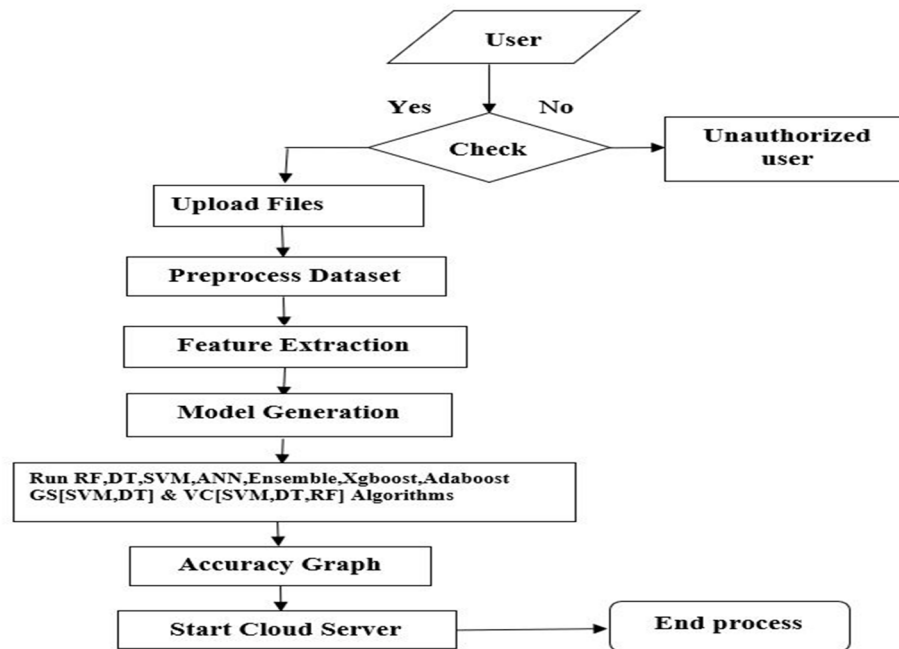 User
Yes
No
Check
Unauthorized
user
Upload Files
Preprocess Dataset
Feature Extraction
Model Generation
Run RF,DT,SVM,ANN,Ensemble,Xgboost,Adaboost
GS[SVM,DT] & VC[SVM,DT,RF] Algorithms
Accuracy Graph
Start Cloud Server
End process